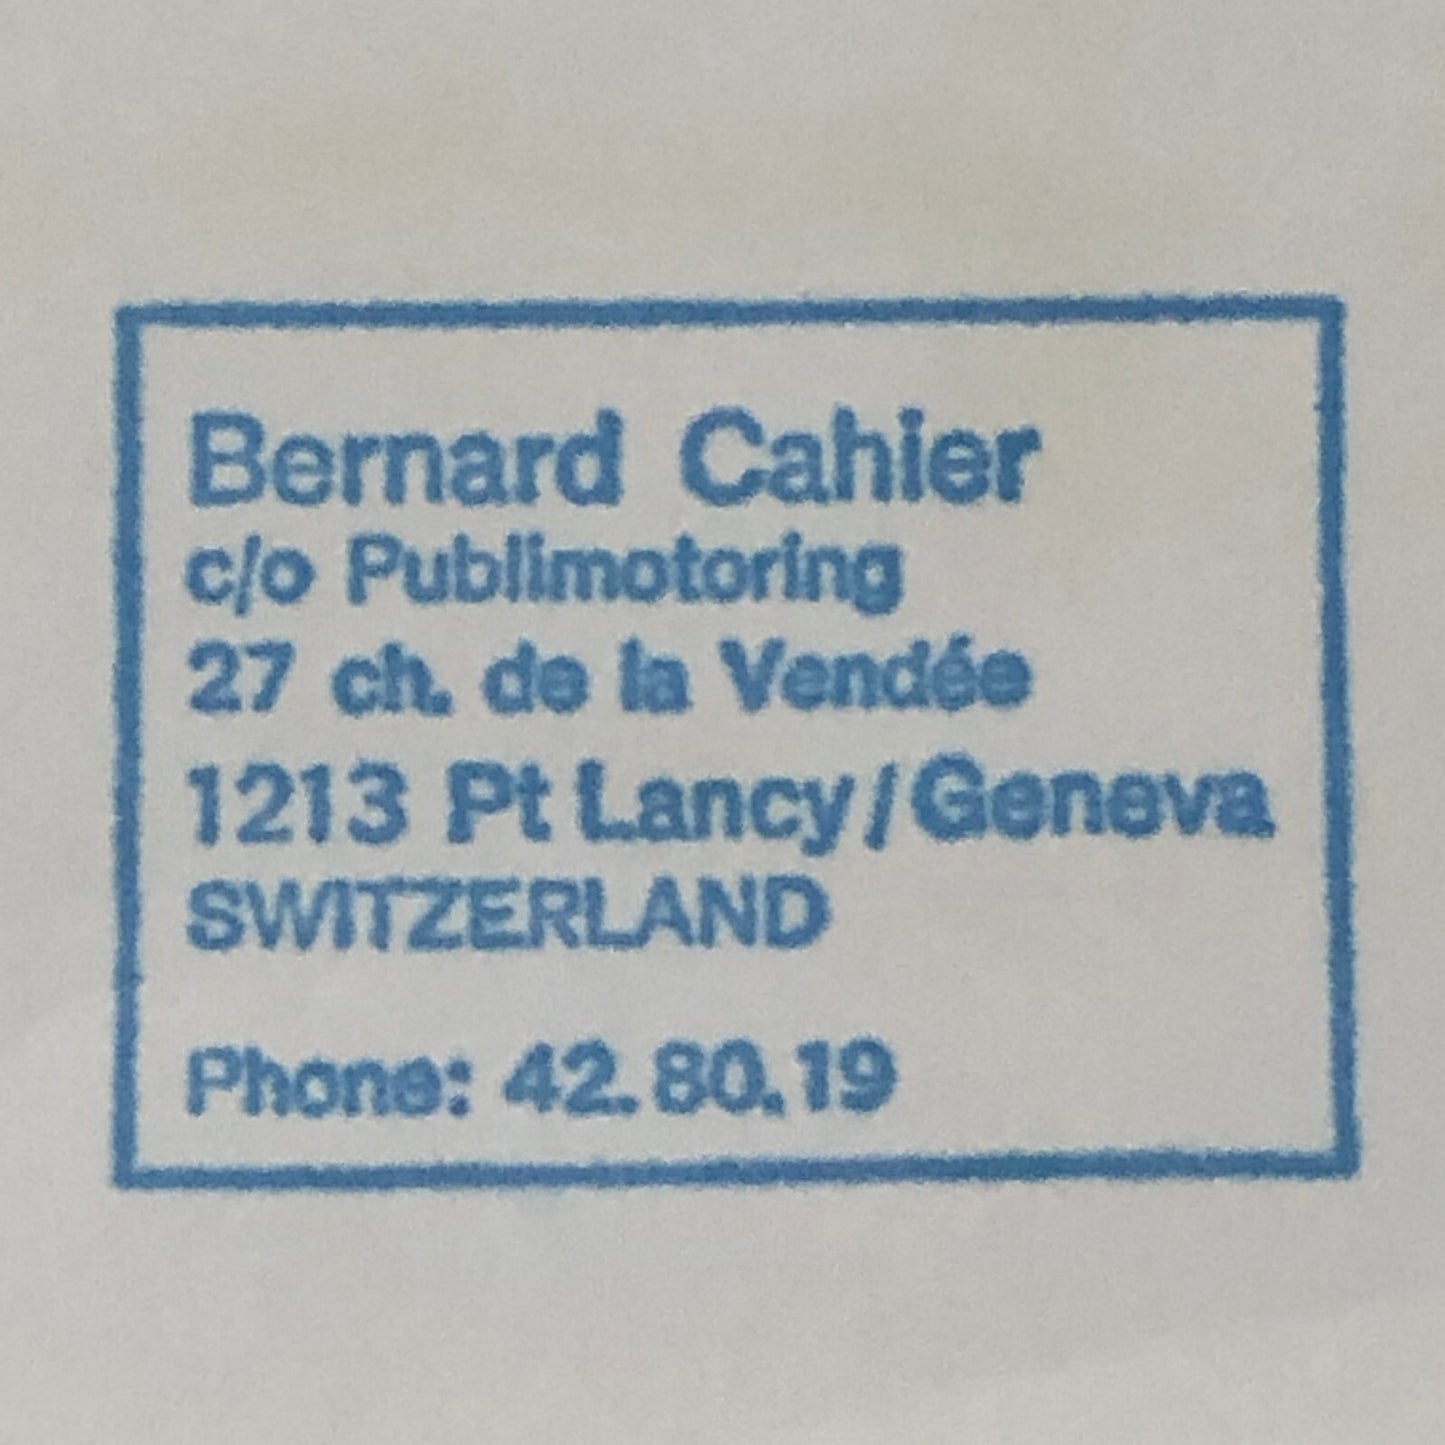 Bernard Cahier
c/o Publimotoring
27 ch. de la Vendée
1213 Pt Lancy/Geneva
SWITZERLAND
Phone: 42.80.19